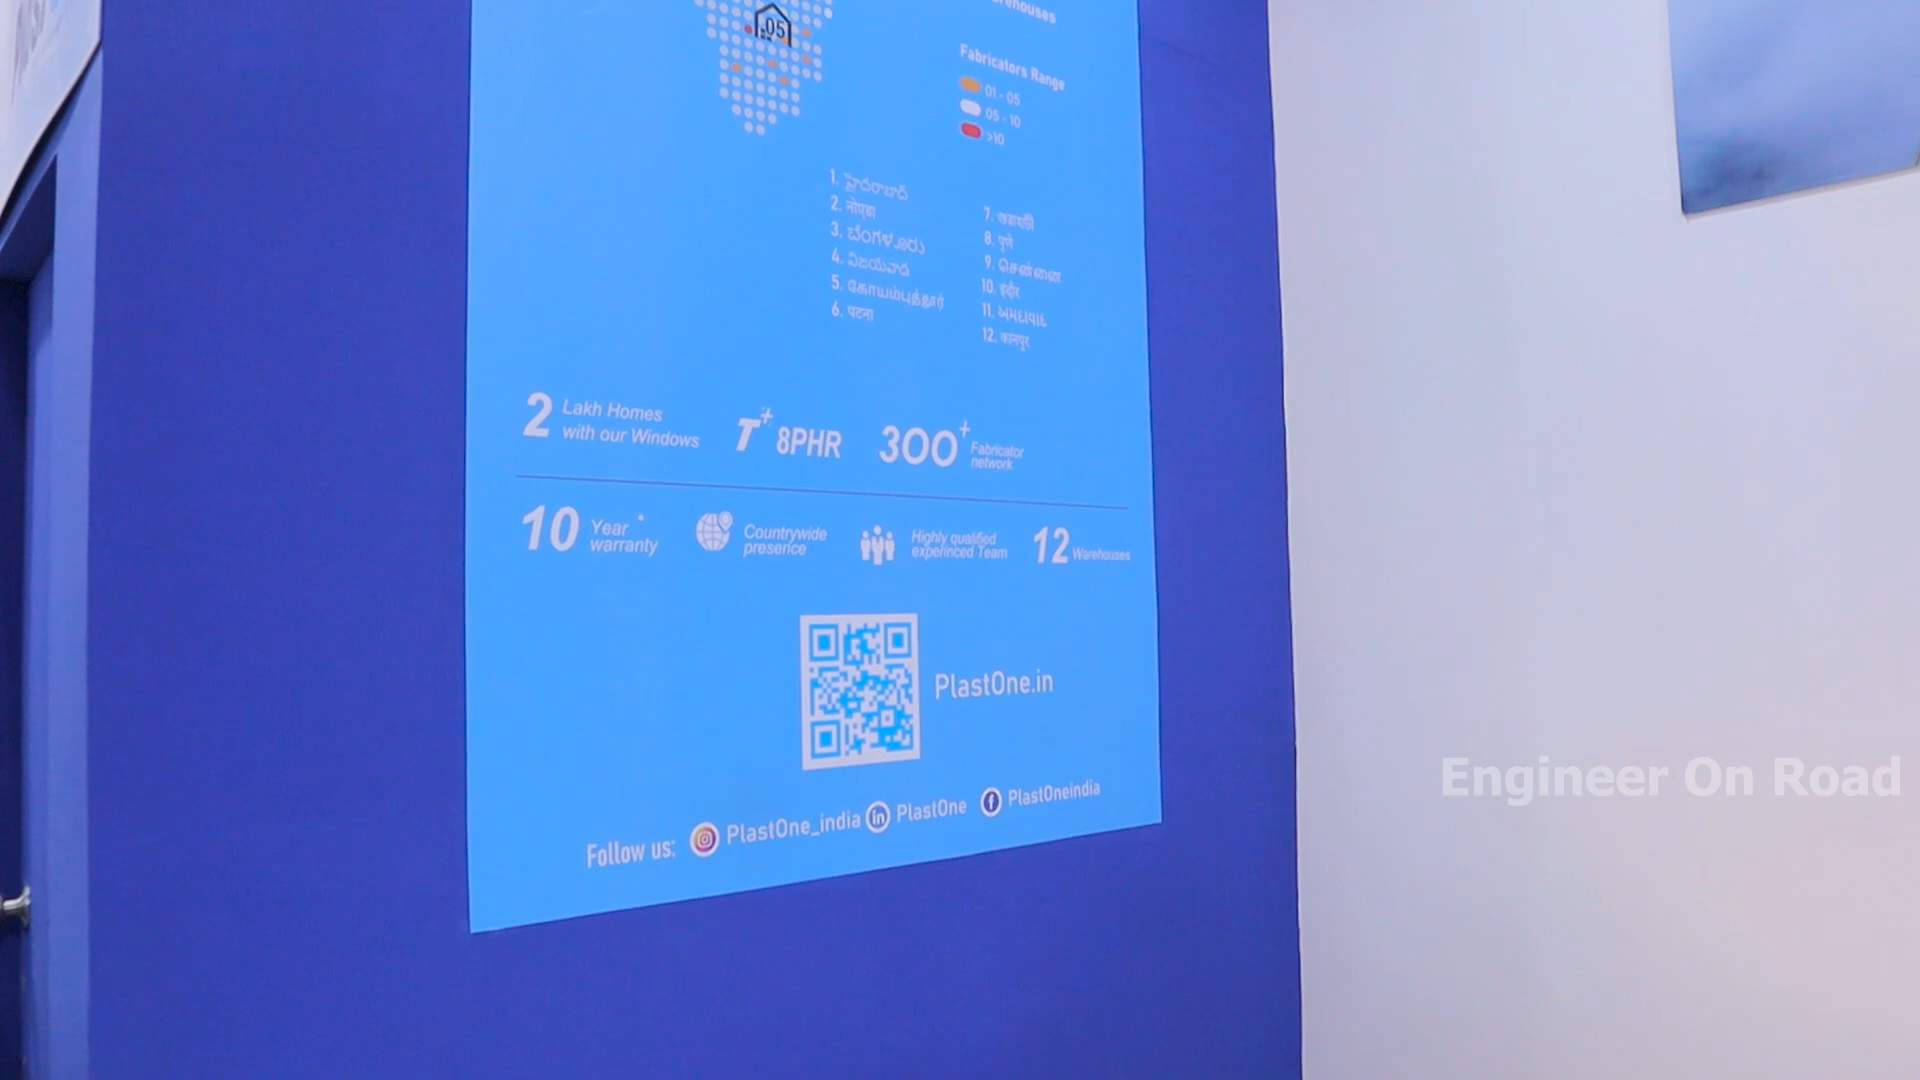 05
Fabricators Range
01 - 05
05 - 10
>10
1. హైదరాబాద్
2. नोएडा
3. ಬೆಂಗಳೂರು
4. విజయవాడ
5. கோயம்புத்தூர்
6. पटना
7.
8. पुणे
9. சென்னை
10. इंदौर
11. અમદાવાદ
12. कानपुर
2 Lakh Homes
with our Windows
T+ 8PHR
300+ Fabricator
network
10 Year *
warranty
Countrywide
presence
Highly qualified
experinced Team
12 Warehouses
PlastOne.in
Follow us: PlastOne_india PlastOne PlastOneindia
Engineer On Road